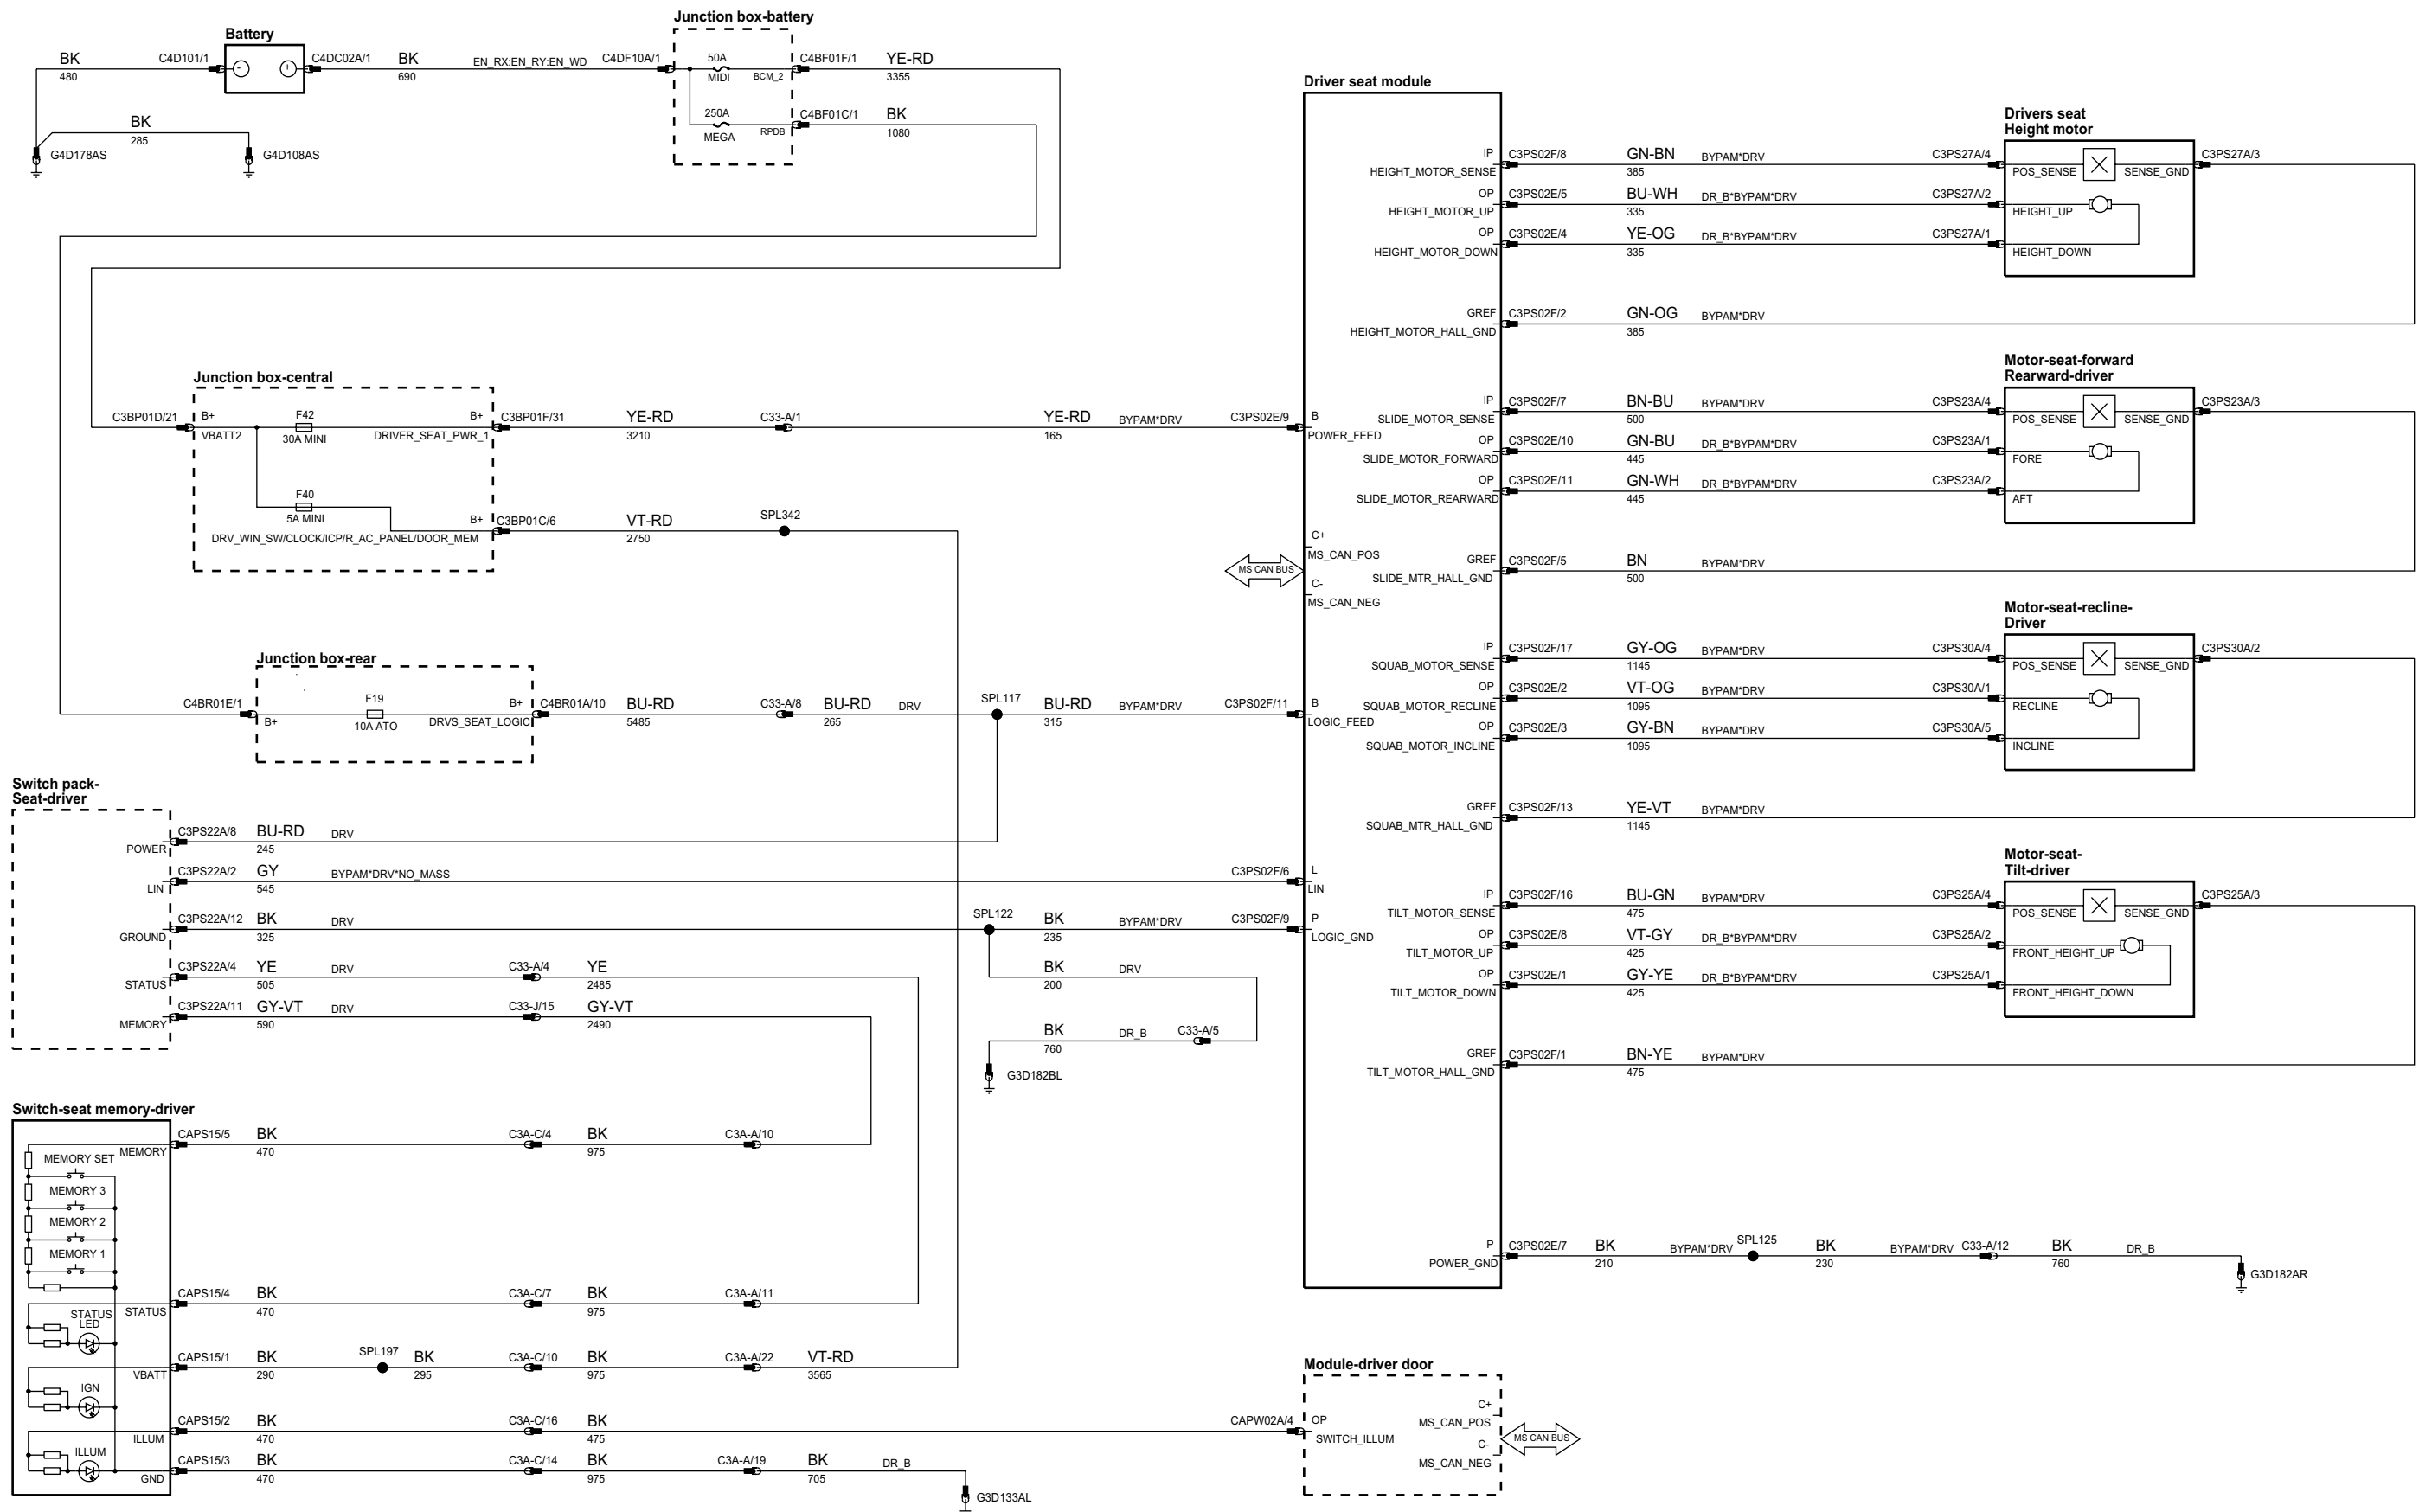 Junction box-battery
Battery
BK
480
C4D101/1
-
+
C4DC02A/1
BK
690
EN_RX:EN_RY:EN_WD
C4DF10A/1
50A
MIDI
BCM_2
C4BF01F/1
YE-RD
3355
250A
MEGA
RPDB
C4BF01C/1
BK
1080
BK
285
G4D178AS
G4D108AS
Junction box-central
C3BP01D/21
B+
VBATT2
F42
30A MINI
B+
DRIVER_SEAT_PWR_1
C3BP01F/31
YE-RD
3210
C33-A/1
YE-RD
165
BYPAM*DRV
C3PS02E/9
F40
5A MINI
B+
DRV_WIN_SW/CLOCK/ICP/R_AC_PANEL/DOOR_MEM
C3BP01C/6
VT-RD
2750
SPL342
Junction box-rear
C4BR01E/1
B+
F19
10A ATO
B+
DRVS_SEAT_LOGIC
C4BR01A/10
BU-RD
5485
C33-A/8
BU-RD
265
DRV
SPL117
BU-RD
315
BYPAM*DRV
C3PS02F/11
Switch pack-
Seat-driver
POWER
C3PS22A/8
BU-RD
245
DRV
LIN
C3PS22A/2
GY
545
BYPAM*DRV*NO_MASS
C3PS02F/6
GROUND
C3PS22A/12
BK
325
DRV
SPL122
BK
235
BYPAM*DRV
C3PS02F/9
STATUS
C3PS22A/4
YE
505
DRV
C33-A/4
YE
2485
BK
200
DRV
MEMORY
C3PS22A/11
GY-VT
590
DRV
C33-J/15
GY-VT
2490
BK
760
DR_B
C33-A/5
G3D182BL
Switch-seat memory-driver
MEMORY
CAPS15/5
BK
470
C3A-C/4
BK
975
C3A-A/10
MEMORY SET
MEMORY 3
MEMORY 2
MEMORY 1
STATUS
CAPS15/4
BK
470
C3A-C/7
BK
975
C3A-A/11
STATUS
LED
VBATT
CAPS15/1
BK
290
SPL197
BK
295
C3A-C/10
BK
975
C3A-A/22
VT-RD
3565
IGN
ILLUM
CAPS15/2
BK
470
C3A-C/16
BK
475
CAPW02A/4
ILLUM
GND
CAPS15/3
BK
470
C3A-C/14
BK
975
C3A-A/19
BK
705
DR_B
G3D133AL
Driver seat module
B
POWER_FEED
C+
MS_CAN_POS
MS CAN BUS
C-
MS_CAN_NEG
B
LOGIC_FEED
L
LIN
P
LOGIC_GND
IP
HEIGHT_MOTOR_SENSE
C3PS02F/8
GN-BN
385
BYPAM*DRV
C3PS27A/4
OP
HEIGHT_MOTOR_UP
C3PS02E/5
BU-WH
335
DR_B*BYPAM*DRV
C3PS27A/2
OP
HEIGHT_MOTOR_DOWN
C3PS02E/4
YE-OG
335
DR_B*BYPAM*DRV
C3PS27A/1
GREF
HEIGHT_MOTOR_HALL_GND
C3PS02F/2
GN-OG
385
BYPAM*DRV
Drivers seat
Height motor
POS_SENSE
SENSE_GND
HEIGHT_UP
HEIGHT_DOWN
C3PS27A/3
IP
SLIDE_MOTOR_SENSE
C3PS02F/7
BN-BU
500
BYPAM*DRV
C3PS23A/4
OP
SLIDE_MOTOR_FORWARD
C3PS02E/10
GN-BU
445
DR_B*BYPAM*DRV
C3PS23A/1
OP
SLIDE_MOTOR_REARWARD
C3PS02E/11
GN-WH
445
DR_B*BYPAM*DRV
C3PS23A/2
GREF
SLIDE_MTR_HALL_GND
C3PS02F/5
BN
500
BYPAM*DRV
Motor-seat-forward
Rearward-driver
POS_SENSE
SENSE_GND
FORE
AFT
C3PS23A/3
IP
SQUAB_MOTOR_SENSE
C3PS02F/17
GY-OG
1145
BYPAM*DRV
C3PS30A/4
OP
SQUAB_MOTOR_RECLINE
C3PS02E/2
VT-OG
1095
BYPAM*DRV
C3PS30A/1
OP
SQUAB_MOTOR_INCLINE
C3PS02E/3
GY-BN
1095
BYPAM*DRV
C3PS30A/5
GREF
SQUAB_MTR_HALL_GND
C3PS02F/13
YE-VT
1145
BYPAM*DRV
Motor-seat-recline-
Driver
POS_SENSE
SENSE_GND
RECLINE
INCLINE
C3PS30A/2
IP
TILT_MOTOR_SENSE
C3PS02F/16
BU-GN
475
BYPAM*DRV
C3PS25A/4
OP
TILT_MOTOR_UP
C3PS02E/8
VT-GY
425
DR_B*BYPAM*DRV
C3PS25A/2
OP
TILT_MOTOR_DOWN
C3PS02E/1
GY-YE
425
DR_B*BYPAM*DRV
C3PS25A/1
GREF
TILT_MOTOR_HALL_GND
C3PS02F/1
BN-YE
475
BYPAM*DRV
Motor-seat-
Tilt-driver
POS_SENSE
SENSE_GND
FRONT_HEIGHT_UP
FRONT_HEIGHT_DOWN
C3PS25A/3
P
POWER_GND
C3PS02E/7
BK
210
BYPAM*DRV
SPL125
BK
230
BYPAM*DRV
C33-A/12
BK
760
DR_B
G3D182AR
Module-driver door
OP
SWITCH_ILLUM
C+
MS_CAN_POS
C-
MS_CAN_NEG
MS CAN BUS